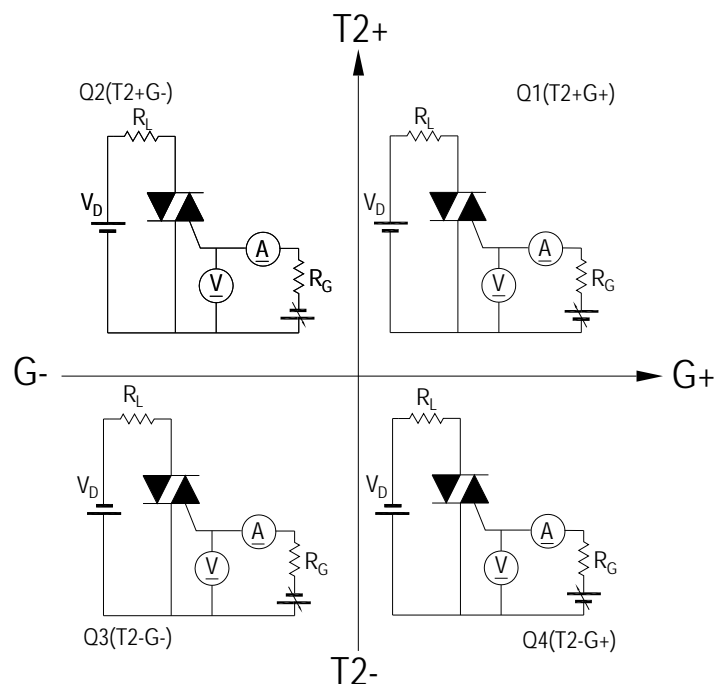 T2+
Q2(T2+G-)
Q1(T2+G+)
RL
RL
VD
VD
A
A
V
RG
V
RG
G-
G+
RL
RL
VD
VD
A
A
V
RG
V
RG
Q3(T2-G-)
Q4(T2-G+)
T2-